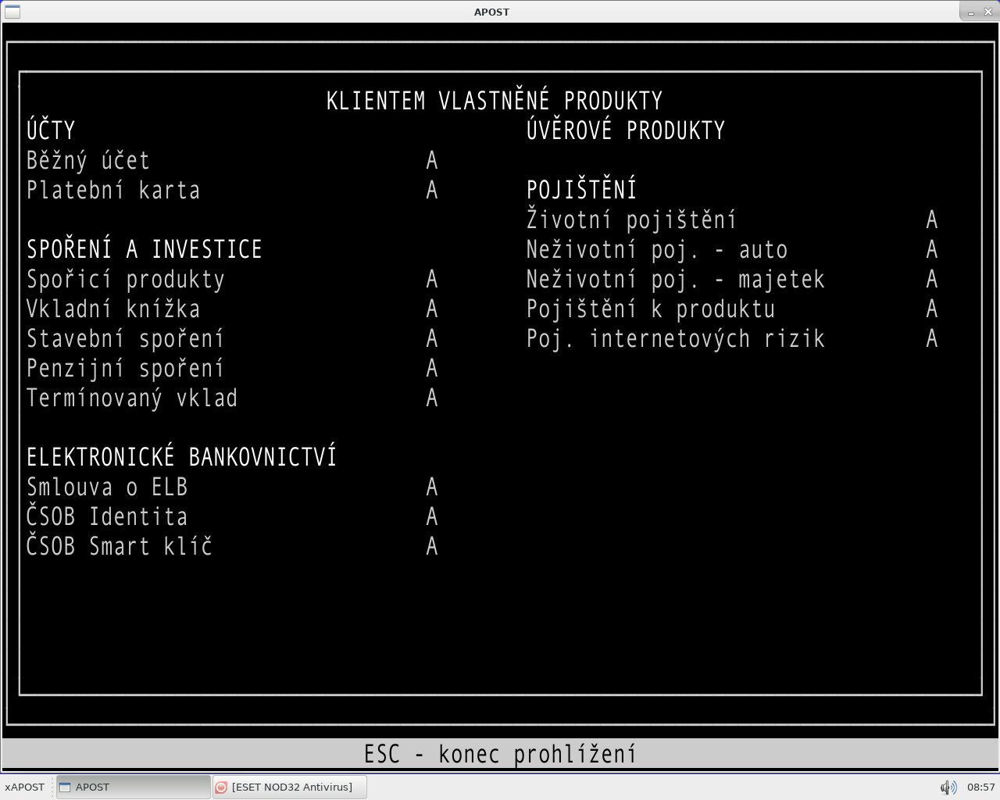 APOST
KLIENTEM VLASTNĚNÉ PRODUKTY
ÚČTY
Běžný účet A
Platební karta A
SPOŘENÍ A INVESTICE
Spořicí produkty A
Vkladní knížka A
Stavební spoření A
Penzijní spoření A
Termínovaný vklad A
ELEKTRONICKÉ BANKOVNICTVÍ
Smlouva o ELB A
ČSOB Identita A
ČSOB Smart klíč A
ÚVĚROVÉ PRODUKTY
POJIŠTĚNÍ
Životní pojištění A
Neživotní poj. - auto A
Neživotní poj. - majetek A
Pojištění k produktu A
Poj. internetových rizik A
ESC - konec prohlížení
xAPOST APOST [ESET NOD32 Antivirus] 08:57